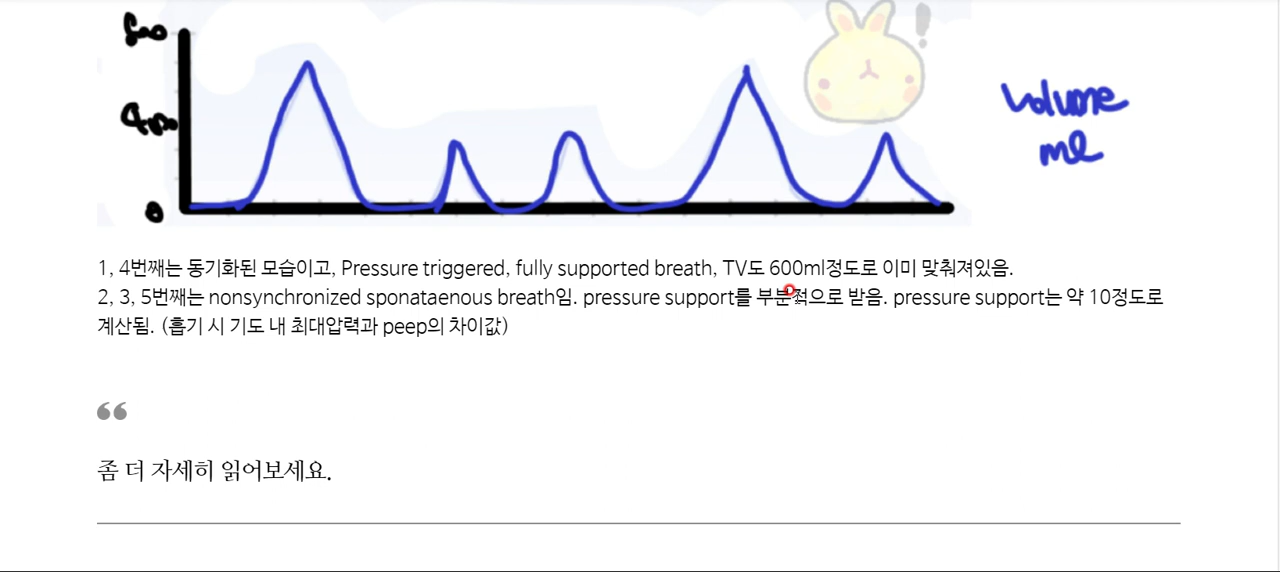 400
Volume
0
ml
1, 4번째는 동기화된 모습이고, Pressure triggered, fully supported breath, TV도 600ml정도로 이미 맞춰져있음.
2, 3, 5번째는 nonsynchronized sponataenous breath임. pressure support를 부분적으로 받음. pressure support는 약 10정도로
계산됨. (흡기 시 기도 내 최대압력과 peep의 차이값)
좀 더 자세히 읽어보세요.